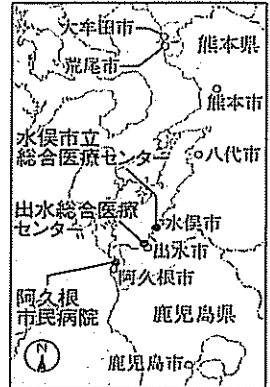 大牟田市
熊本県
荒尾市
熊本市
水俣市立
総合医療センター
八代市
出水総合医療
センター
水俣市
出水市
阿久根市
阿久根
市民病院
鹿児島県
鹿児島市
N